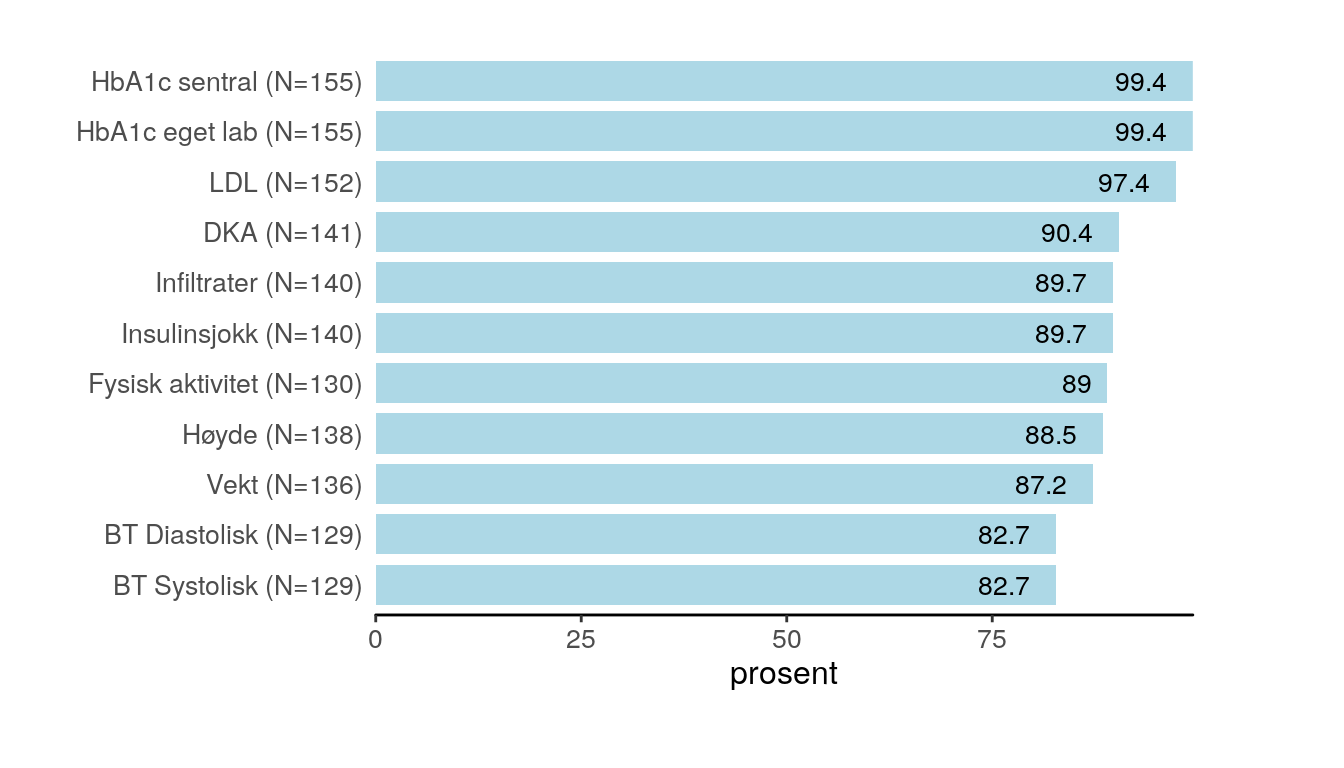 HbA1c sentral (N=155) 99.4
HbA1c eget lab (N=155) 99.4
LDL (N=152) 97.4
DKA (N=141) 90.4
Infiltrater (N=140) 89.7
Insulinsjokk (N=140) 89.7
Fysisk aktivitet (N=130) 89
Høyde (N=138) 88.5
Vekt (N=136) 87.2
BT Diastolisk (N=129) 82.7
BT Systolisk (N=129) 82.7
0 25 50 75
prosent